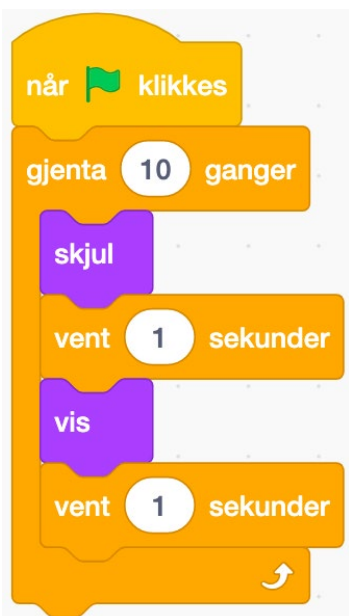 når klikkes
gjenta 10 ganger
skjul
vent 1 sekunder
vis
vent 1 sekunder